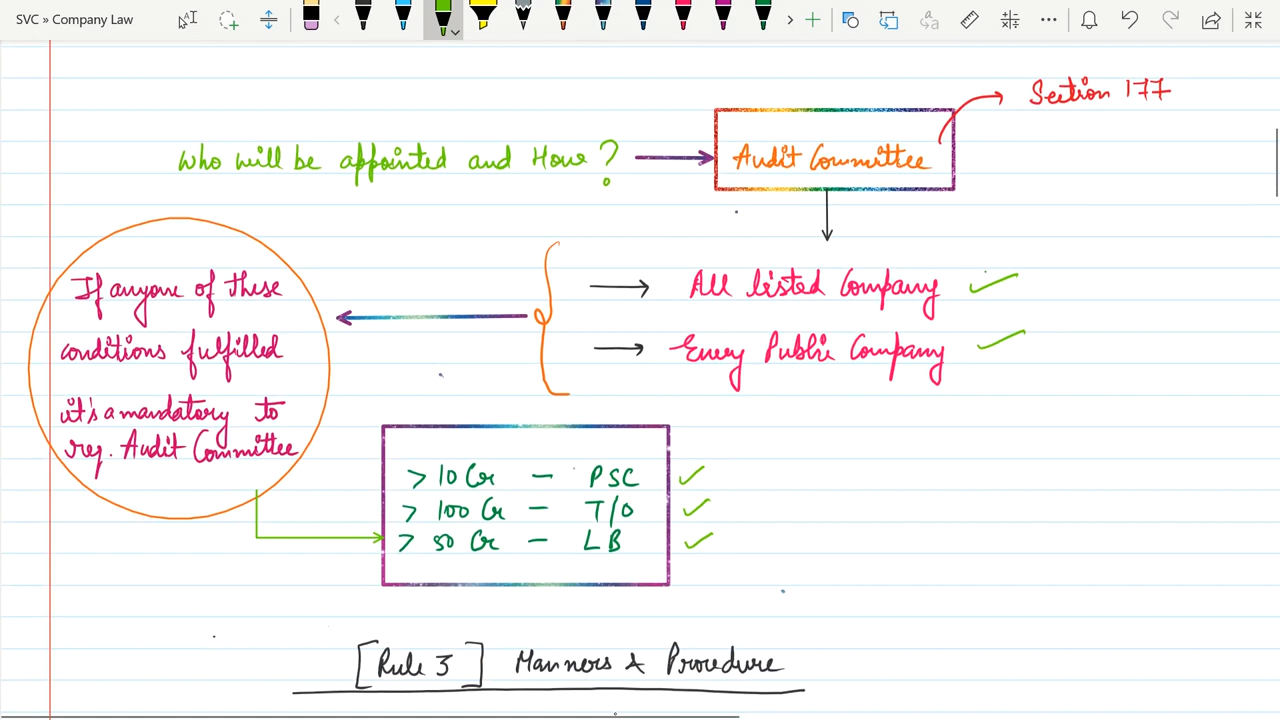 SVC » Company Law
Section 177
Who will be appointed and How ?
Audit Committee
All listed Company
Every Public Company
If anyone of these
conditions fulfilled
it's a mandatory to
req. Audit Committee
> 10 Cr - PSC
> 100 Cr - T/O
> 50 Cr - LB
[Rule 3] Manners & Procedure